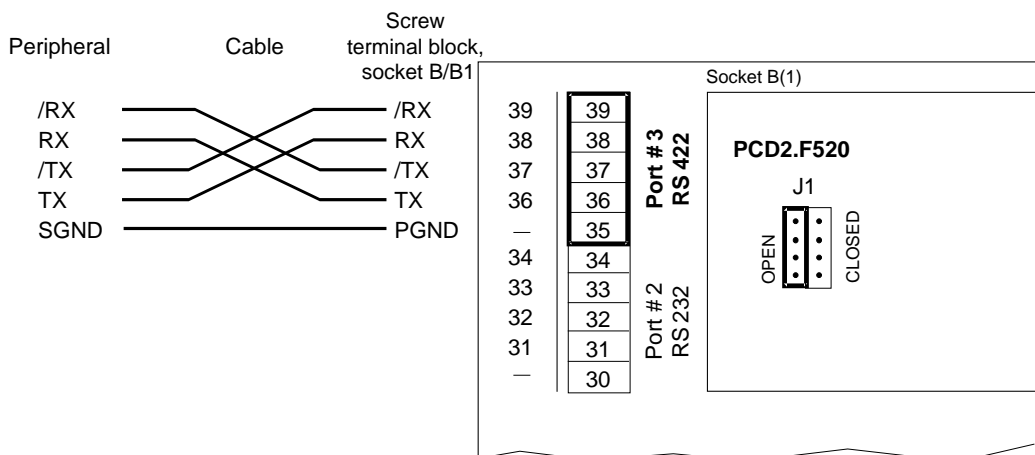 Peripheral
Cable
Screw
terminal block,
socket B/B1
/RX
RX
/TX
TX
SGND
/RX
RX
/TX
TX
PGND
39
38
37
36
—
34
33
32
31
—
39
38
37
36
35
34
33
32
31
30
Port # 3
RS 422
Port # 2
RS 232
Socket B(1)
PCD2.F520
J1
OPEN
CLOSED